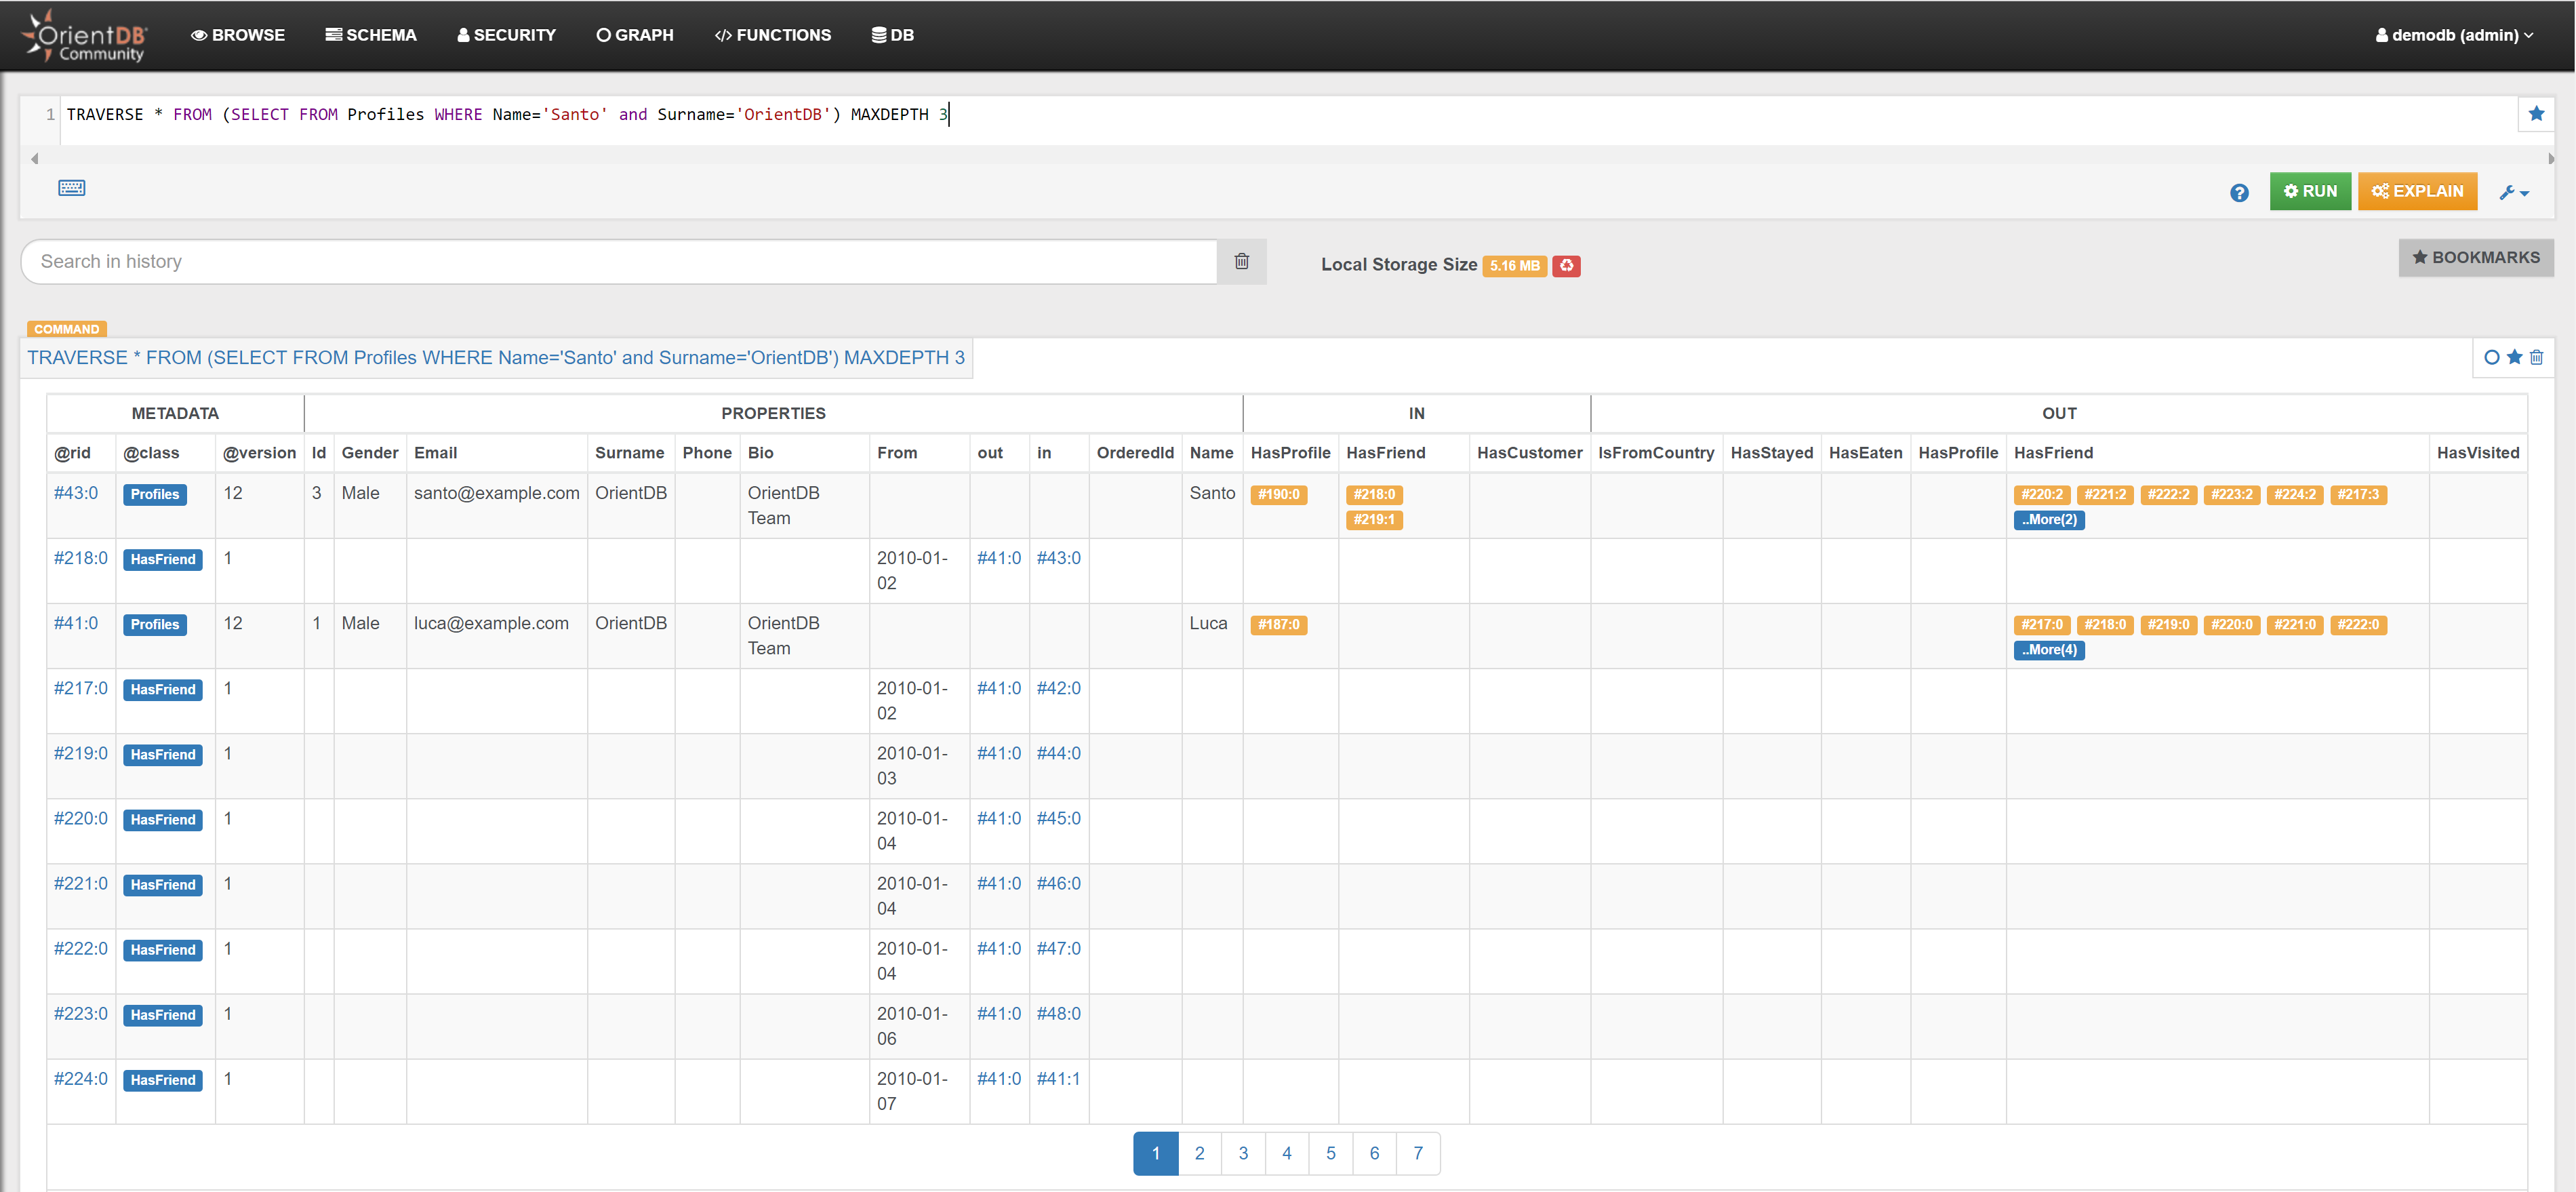 OrientDB®
Community
BROWSE SCHEMA SECURITY GRAPH </> FUNCTIONS DB demodb (admin)
1 TRAVERSE * FROM (SELECT FROM Profiles WHERE Name='Santo' and Surname='OrientDB') MAXDEPTH 3
? RUN EXPLAIN
Search in history Local Storage Size 5.16 MB BOOKMARKS
COMMAND
TRAVERSE * FROM (SELECT FROM Profiles WHERE Name='Santo' and Surname='OrientDB') MAXDEPTH 3
METADATA PROPERTIES IN OUT
@rid @class @version Id Gender Email Surname Phone Bio From out in OrderedId Name HasProfile HasFriend HasCustomer IsFromCountry HasStayed HasEaten HasProfile HasFriend HasVisited
#43:0 Profiles 12 3 Male santo@example.com OrientDB OrientDB Santo #190:0 #218:0 #220:2 #221:2 #222:2 #223:2 #224:2 #217:3
Team #219:1 ..More(2)
#218:0 HasFriend 1 2010-01- #41:0 #43:0
02
#41:0 Profiles 12 1 Male luca@example.com OrientDB OrientDB Luca #187:0 #217:0 #218:0 #219:0 #220:0 #221:0 #222:0
Team ..More(4)
#217:0 HasFriend 1 2010-01- #41:0 #42:0
02
#219:0 HasFriend 1 2010-01- #41:0 #44:0
03
#220:0 HasFriend 1 2010-01- #41:0 #45:0
04
#221:0 HasFriend 1 2010-01- #41:0 #46:0
04
#222:0 HasFriend 1 2010-01- #41:0 #47:0
04
#223:0 HasFriend 1 2010-01- #41:0 #48:0
06
#224:0 HasFriend 1 2010-01- #41:0 #41:1
07
1 2 3 4 5 6 7